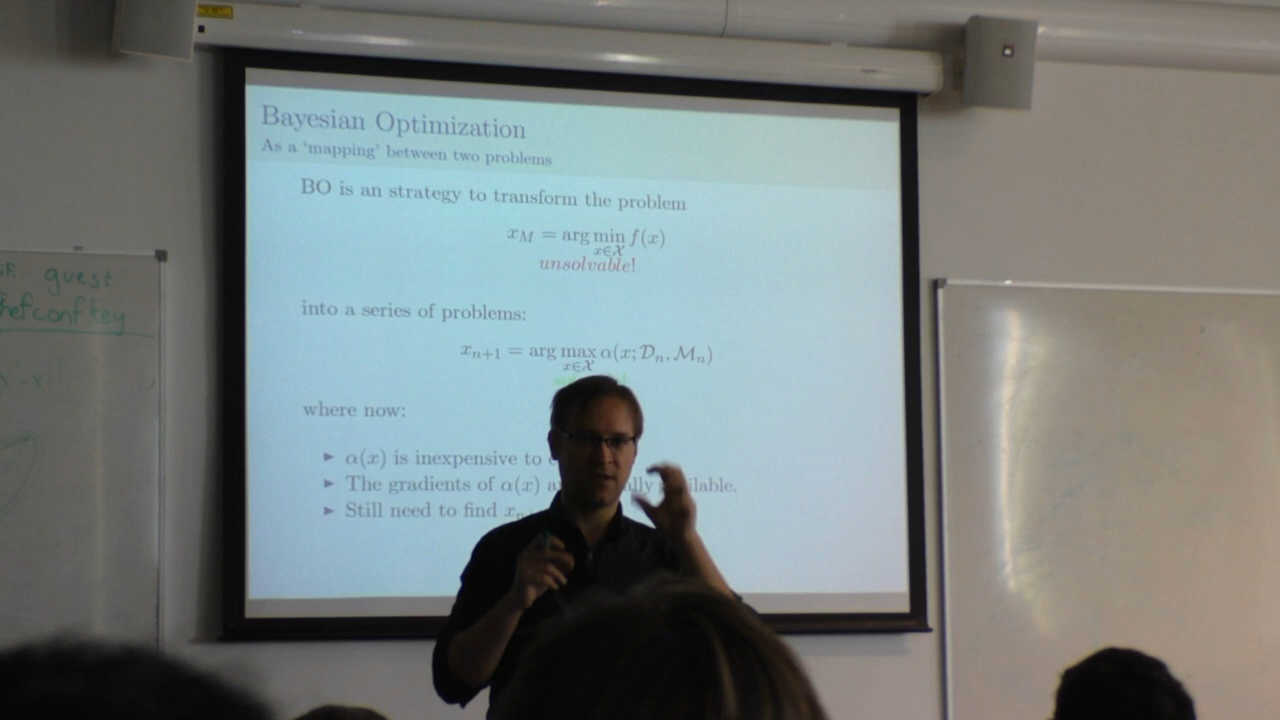 Bayesian Optimization
As a ‘mapping’ between two problems
BO is an strategy to transform the problem
x_M = arg min f(x)
x∈𝒳
unsolvable!
into a series of problems:
x_{n+1} = arg max α(x; 𝒟_n, ℳ_n)
x∈𝒳
where now:
▶ α(x) is inexpensive to
▶ The gradients of α(x)
▶ Still need to find
guest